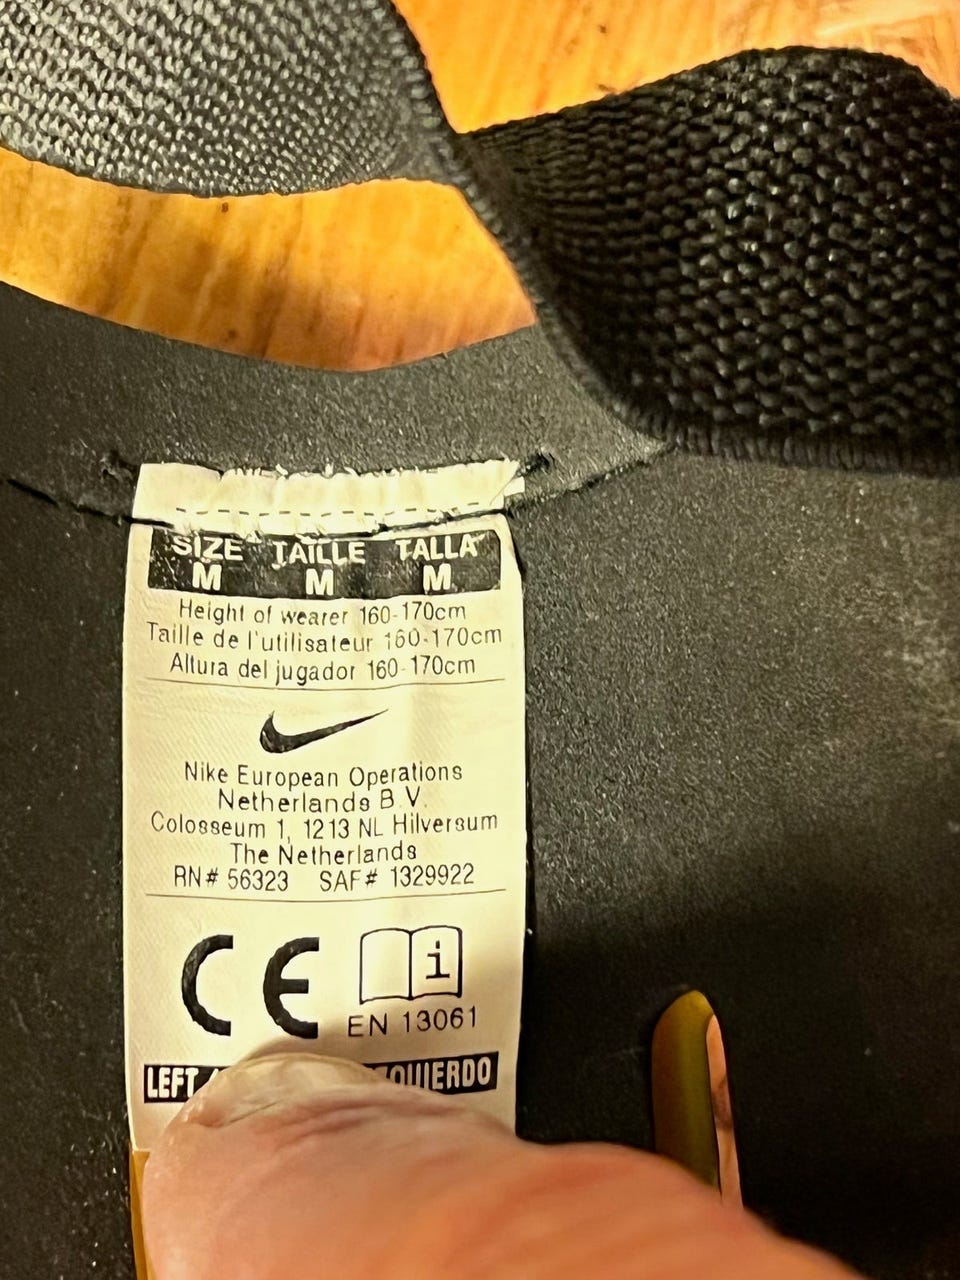 SIZE TAILLE TALLA
M M M
Height of wearer 160-170cm
Taille de l'utilisateur 160-170cm
Altura del jugador 160-170cm
Nike European Operations
Netherlands B.V.
Colosseum 1, 1213 NL Hilversum
The Netherlands
RN# 56323 SAF# 1329922
CE i
EN 13061
LEFT